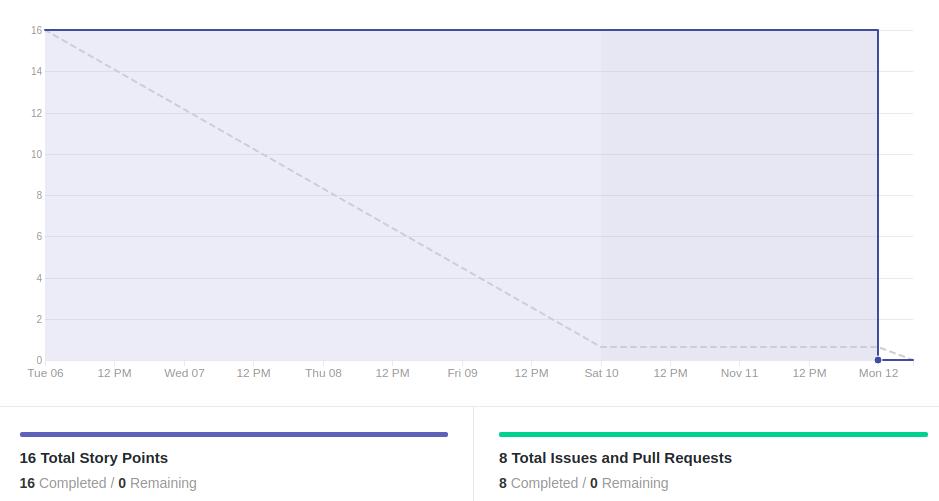 16
14
12
10
8
6
4
2
0
Tue 06 12 PM Wed 07 12 PM Thu 08 12 PM Fri 09 12 PM Sat 10 12 PM Nov 11 12 PM Mon 12
16 Total Story Points
16 Completed / 0 Remaining
8 Total Issues and Pull Requests
8 Completed / 0 Remaining